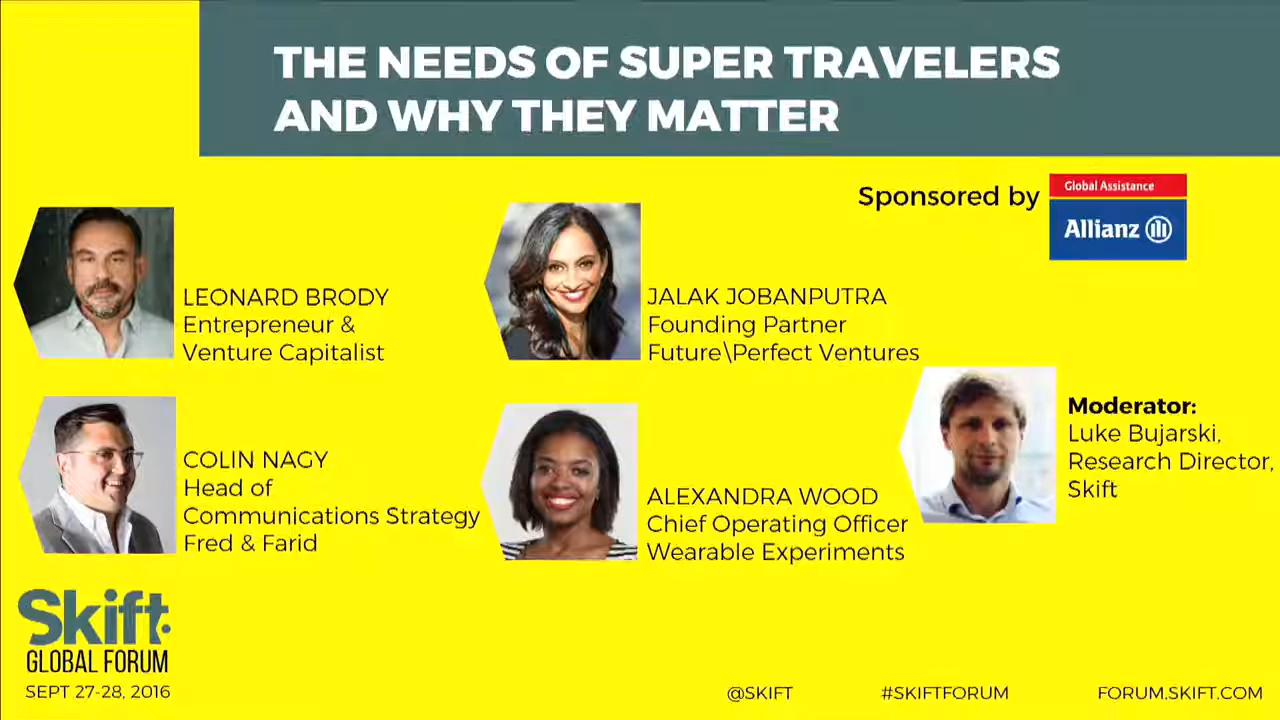 THE NEEDS OF SUPER TRAVELERS
AND WHY THEY MATTER
Sponsored by
Global Assistance
Allianz
LEONARD BRODY
Entrepreneur &
Venture Capitalist
JALAK JOBANPUTRA
Founding Partner
Future\Perfect Ventures
COLIN NAGY
Head of
Communications Strategy
Fred & Farid
ALEXANDRA WOOD
Chief Operating Officer
Wearable Experiments
Moderator:
Luke Bujarski,
Research Director,
Skift
Skift
GLOBAL FORUM
SEPT 27-28, 2016
@SKIFT
#SKIFTFORUM
FORUM.SKIFT.COM